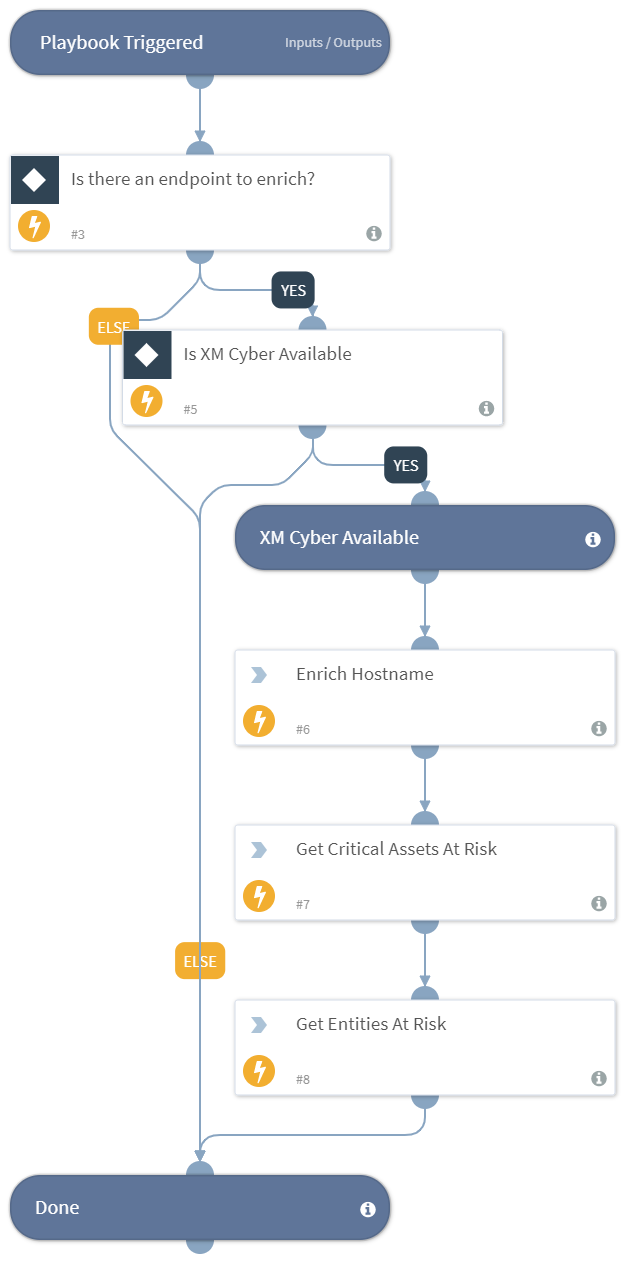 Playbook Triggered
Inputs / Outputs
Is there an endpoint to enrich?
#3
YES
ELSE
Is XM Cyber Available
#5
YES
XM Cyber Available
Enrich Hostname
#6
Get Critical Assets At Risk
#7
ELSE
Get Entities At Risk
#8
Done